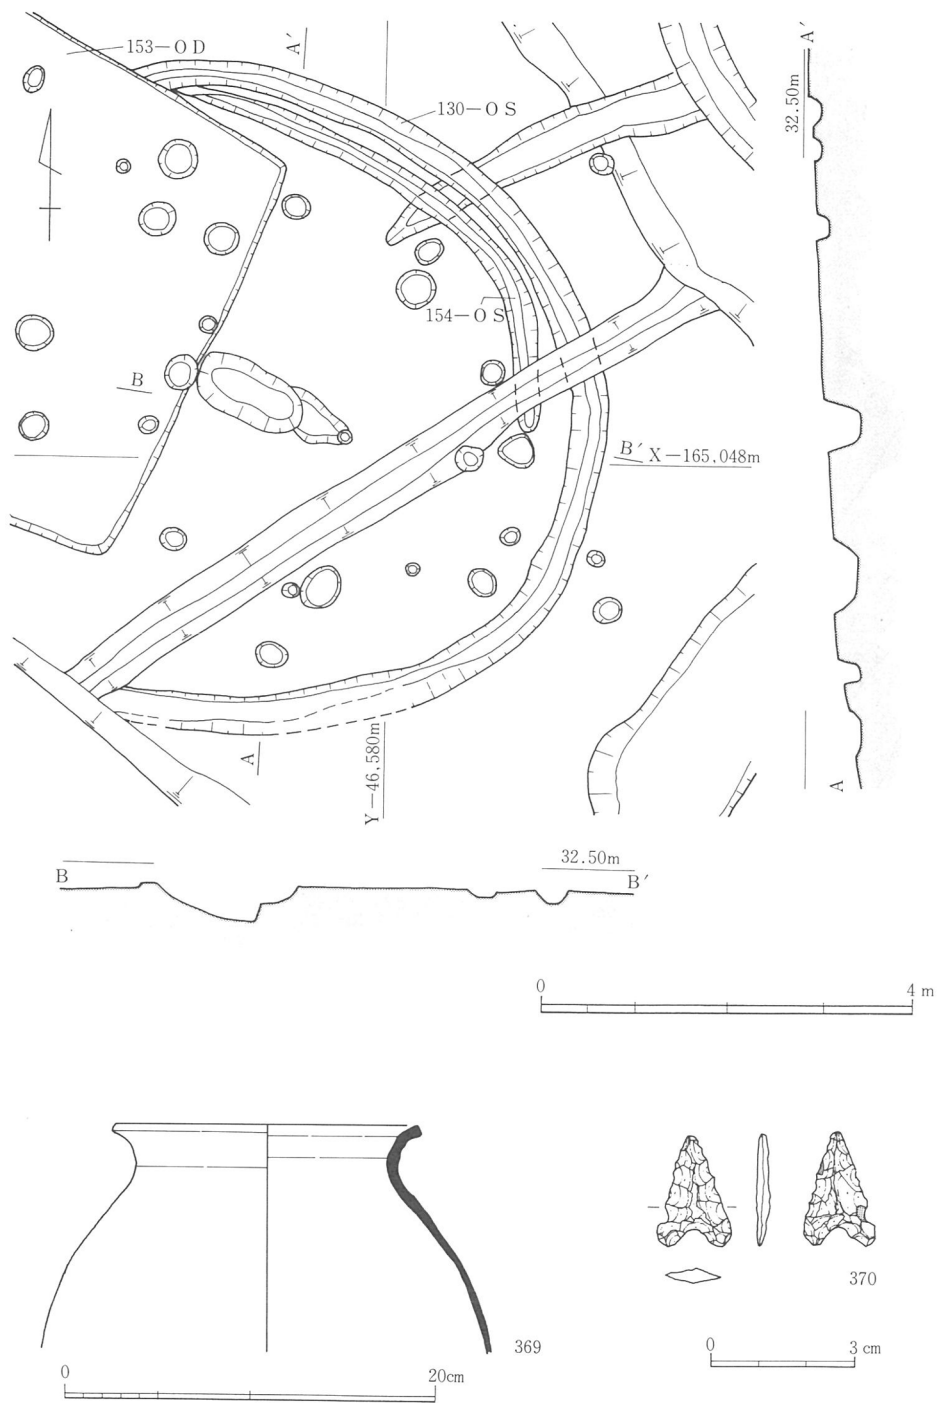 153－OD
A′
130－OS
32.50m
A′
154－OS
B
B′ X－165,048m
A
Y－46,580m
A
B
32.50m
B′
0
4 m
369
370
0
20cm
0
3 cm